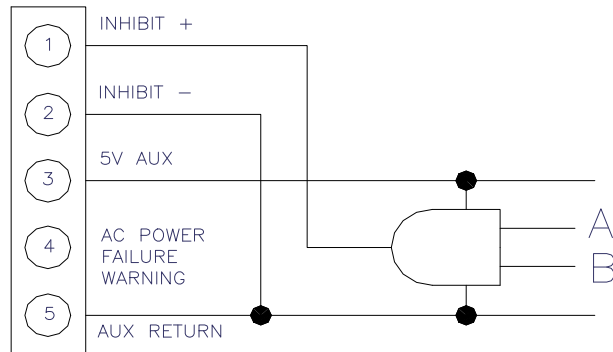 1 INHIBIT +
2 INHIBIT -
3 5V AUX
A
4 AC POWER
FAILURE
WARNING
B
5 AUX RETURN